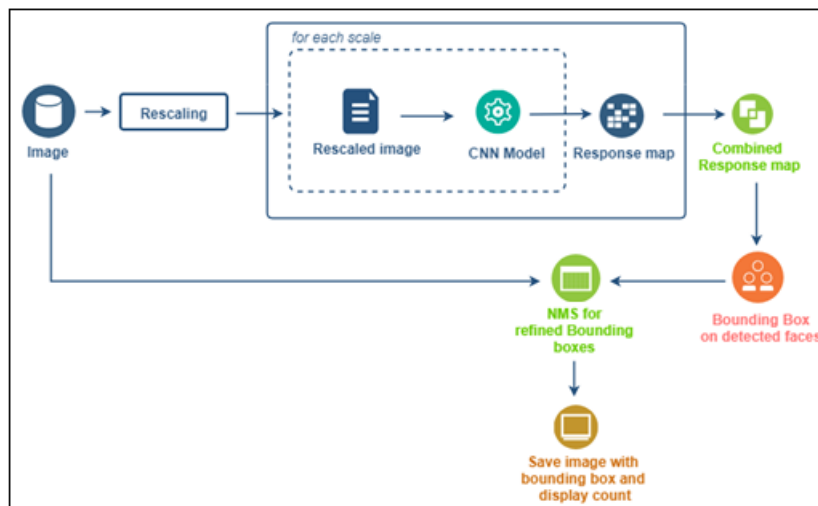 for each scale
Image
Rescaling
Rescaled image
CNN Model
Response map
Combined
Response map
Bounding Box
on detected faces
NMS for
refined Bounding
boxes
Save image with
bounding box and
display count